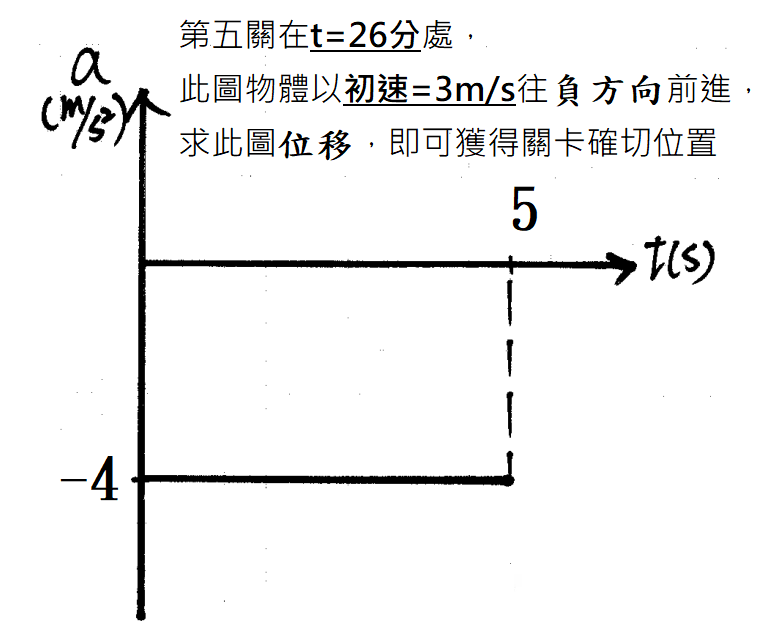 第五關在t=26分處，
此圖物體以初速=3m/s往負方向前進，
求此圖位移，即可獲得關卡確切位置
a
(m/s²)
5
t(s)
-4